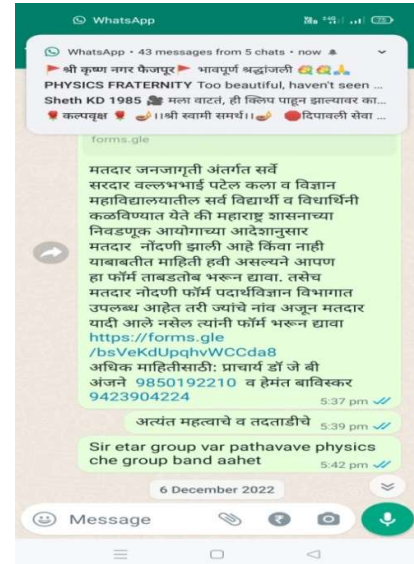 WhatsApp
WhatsApp • 43 messages from 5 chats • now
श्री कृष्ण नगर फैजपूर🚩 भावपूर्ण श्रद्धांजली
PHYSICS FRATERNITY Too beautiful, haven't seen ...
Sheth KD 1985 🎥 मला वाटतं, ही क्लिप पाहून झाल्यावर का...
🌹 कल्पवृक्ष 🌹 🪔।।श्री स्वामी समर्थ।।🪔 🔴दिपावली सेवा ...
forms.gle
मतदार जनजागृती अंतर्गत सर्वे
सरदार वल्लभभाई पटेल कला व विज्ञान
महाविद्यालयातील सर्व विद्यार्थी व विधार्थिनी
कळविण्यात येते की महाराष्ट्र शासनाच्या
निवडणूक आयोगाच्या आदेशानुसार
मतदार नोंदणी झाली आहे किंवा नाही
याबाबतीत माहिती हवी असल्यने आपण
हा फॉर्म ताबडतोब भरून द्यावा. तसेच
मतदार नोदणी फॉर्म पदार्थविज्ञान विभागात
उपलब्ध आहेत तरी ज्यांचे नांव अजून मतदार
यादी आले नसेल त्यांनी फॉर्म भरून द्यावा
https://forms.gle
/bsVeKdUpqhvWCCda8
अधिक माहितीसाठी: प्राचार्य डॉ जे बी
अंजने 9850192210 व हेमंत बाविस्कर
9423904224 5:37 pm
अत्यंत महत्वाचे व तदताडीचे 5:39 pm
Sir etar group var pathavave physics
che group band aahet 5:42 pm
6 December 2022
Message